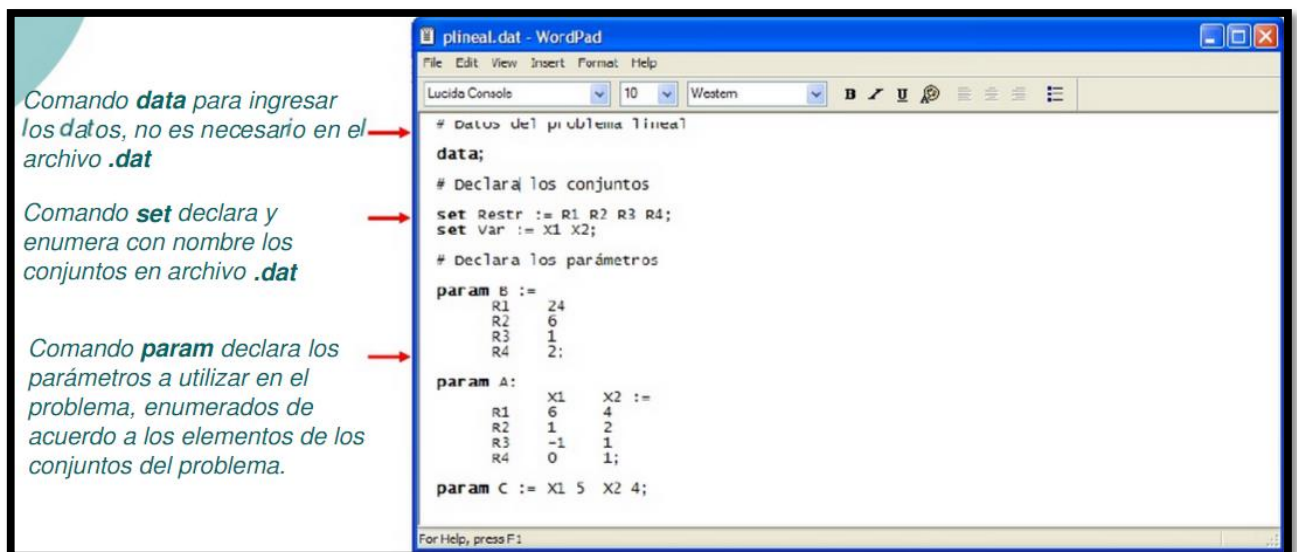 Comando data para ingresar
los datos, no es necesario en el
archivo .dat
Comando set declara y
enumera con nombre los
conjuntos en archivo .dat
Comando param declara los
parámetros a utilizar en el
problema, enumerados de
acuerdo a los elementos de los
conjuntos del problema.
plineal.dat - WordPad
File Edit View Insert Format Help
Lucida Console 10 Western B I U
# Datos del problema lineal
data;
# Declara los conjuntos
set Restr := R1 R2 R3 R4;
set Var := X1 X2;
# Declara los parámetros
param B :=
R1 24
R2 6
R3 1
R4 2;
param A:
X1 X2 :=
R1 6 4
R2 1 2
R3 -1 1
R4 0 1;
param C := X1 5 X2 4;
For Help, press F1